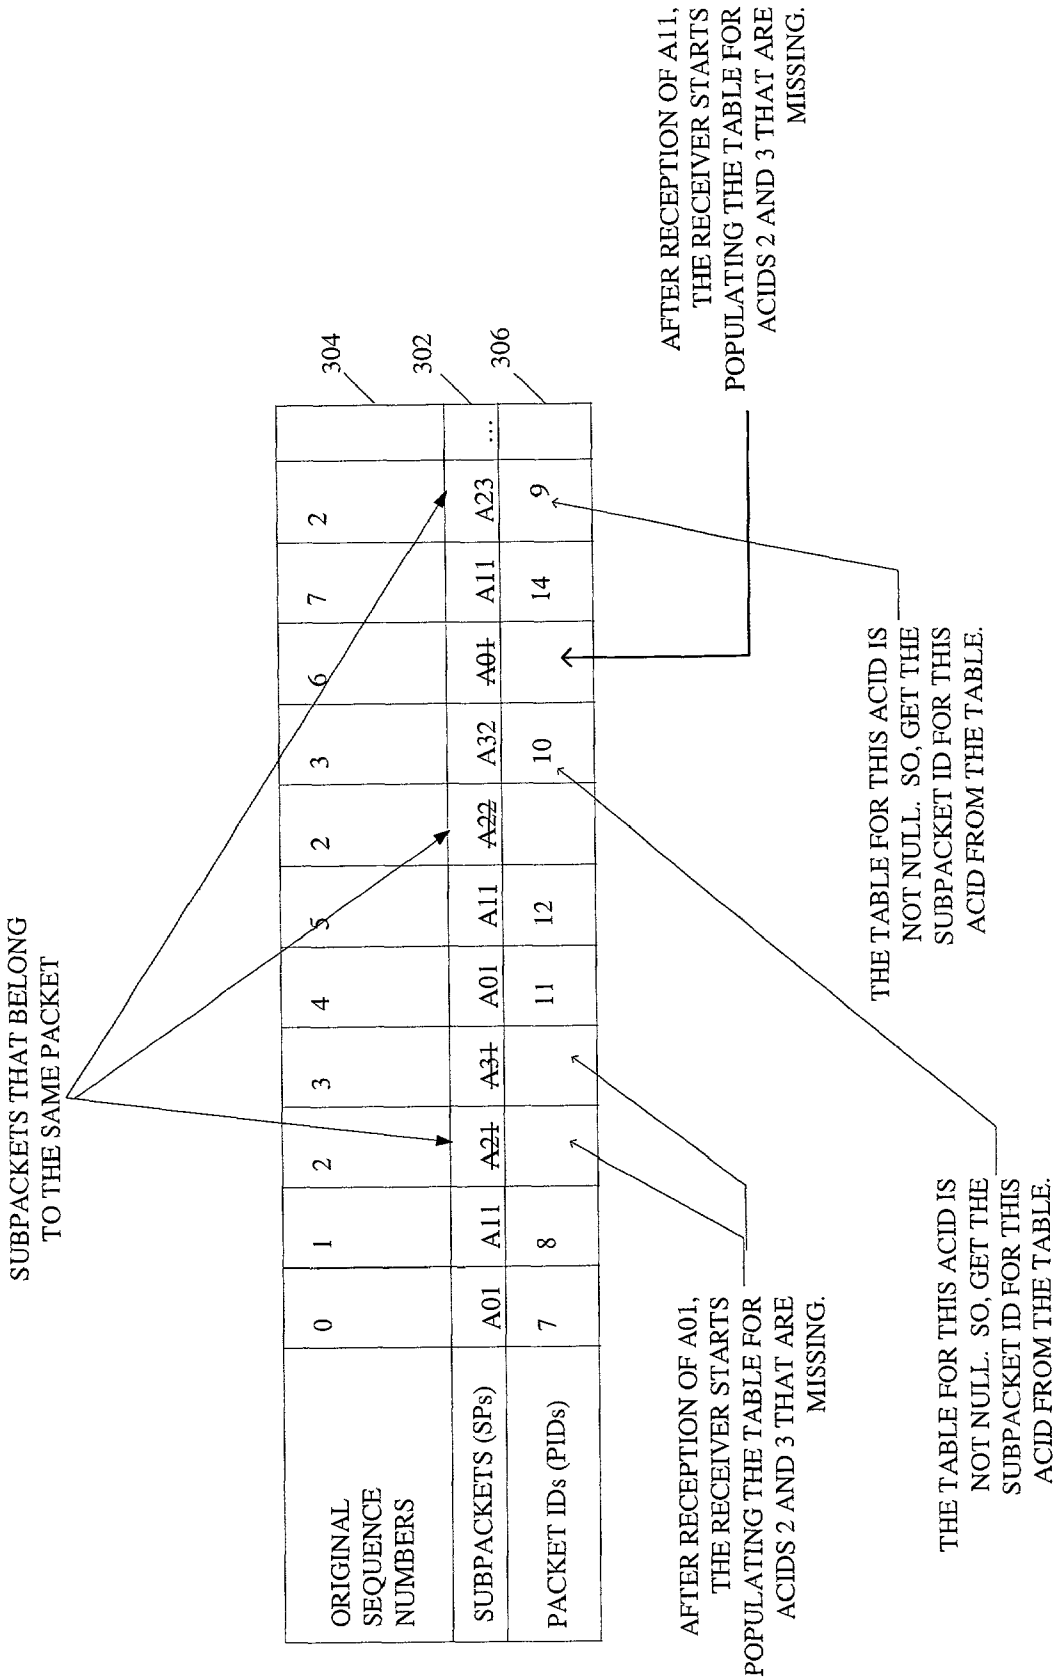 SUBPACKETS THAT BELONG
TO THE SAME PACKET
304
302
306
ORIGINAL
SEQUENCE
NUMBERS
0 1 2 3 4 5 2 3 6 7 2
SUBPACKETS (SPs) A01 A11 A21 A31 A01 A11 A22 A32 A01 A11 A23 ...
PACKET IDs (PIDs) 7 8 11 12 10 14 9
AFTER RECEPTION OF A01,
THE RECEIVER STARTS
POPULATING THE TABLE FOR
ACIDS 2 AND 3 THAT ARE
MISSING.
THE TABLE FOR THIS ACID IS
NOT NULL. SO, GET THE
SUBPACKET ID FOR THIS
ACID FROM THE TABLE.
THE TABLE FOR THIS ACID IS
NOT NULL. SO, GET THE
SUBPACKET ID FOR THIS
ACID FROM THE TABLE.
AFTER RECEPTION OF A11,
THE RECEIVER STARTS
POPULATING THE TABLE FOR
ACIDS 2 AND 3 THAT ARE
MISSING.